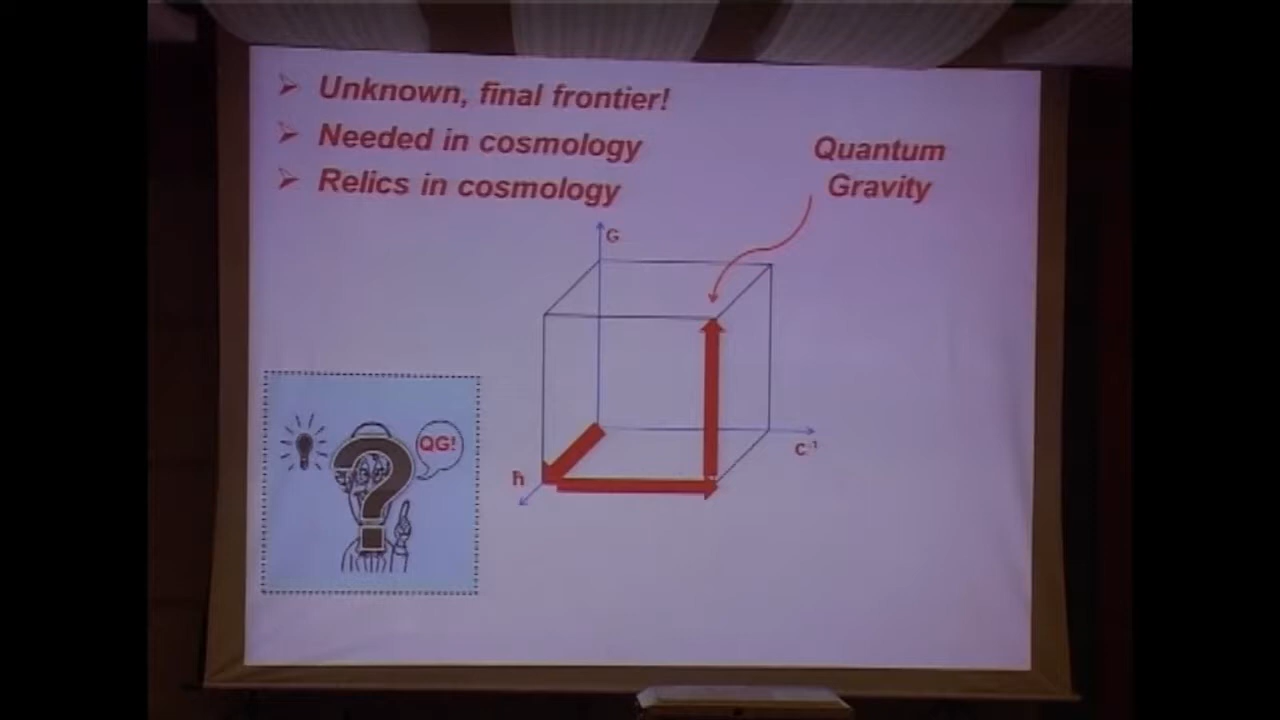 Unknown, final frontier!
Needed in cosmology
Relics in cosmology
Quantum
Gravity
G
C⁻¹
ħ
QG!
?